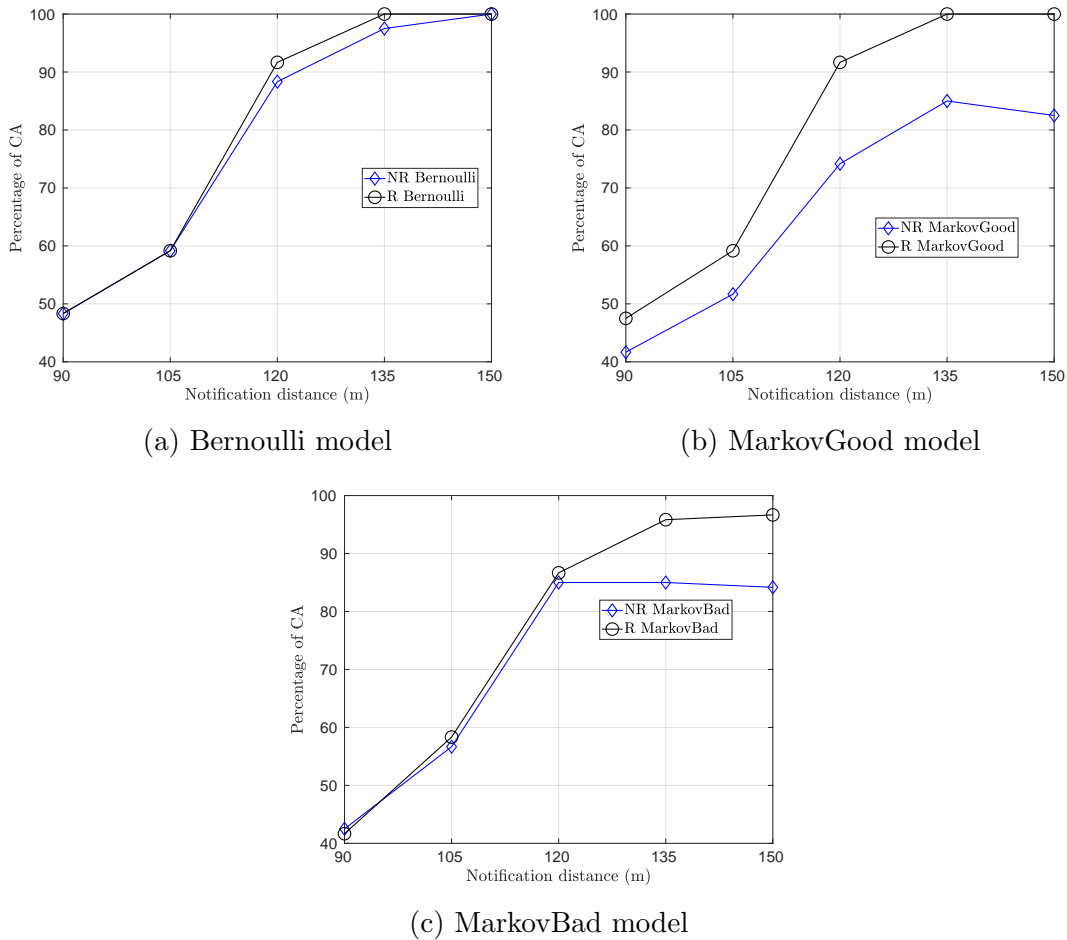 100
90
80
70
60
50
40
Percentage of CA
NR Bernoulli
R Bernoulli
90 105 120 135 150
Notification distance (m)
(a) Bernoulli model
100
90
80
70
60
50
40
Percentage of CA
NR MarkovGood
R MarkovGood
90 105 120 135 150
Notification distance (m)
(b) MarkovGood model
100
90
80
70
60
50
40
Percentage of CA
NR MarkovBad
R MarkovBad
90 105 120 135 150
Notification distance (m)
(c) MarkovBad model